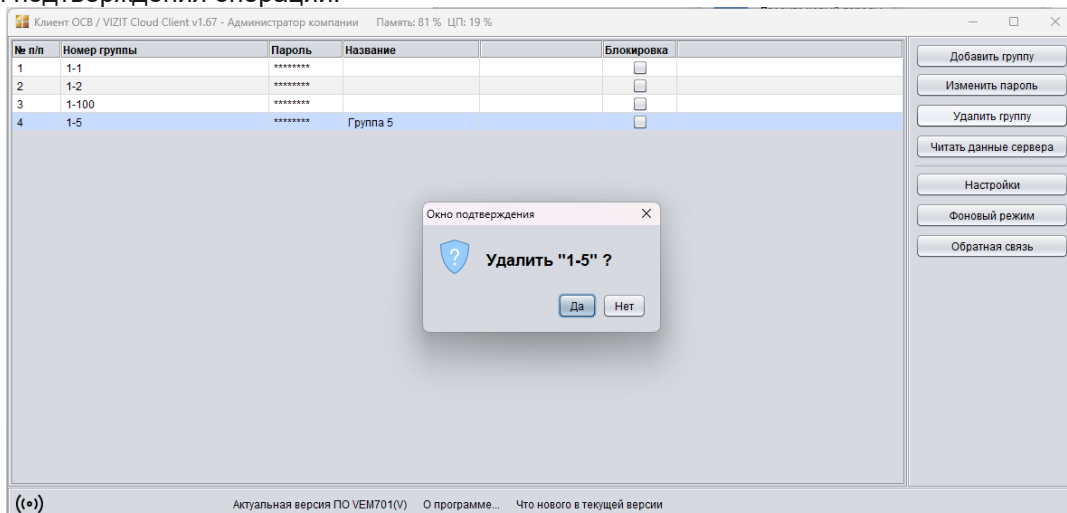 подтверждения операции.
Клиент ОСВ / VIZIT Cloud Client v1.67 - Администратор компании Память: 81 % ЦП: 19 %
№ п/п Номер группы Пароль Название Блокировка
1 1-1 ********
2 1-2 ********
3 1-100 ********
4 1-5 ******** Группа 5
Добавить группу
Изменить пароль
Удалить группу
Читать данные сервера
Настройки
Фоновый режим
Обратная связь
Окно подтверждения
Удалить "1-5" ?
Да Нет
Актуальная версия ПО VEM701(V) О программе... Что нового в текущей версии